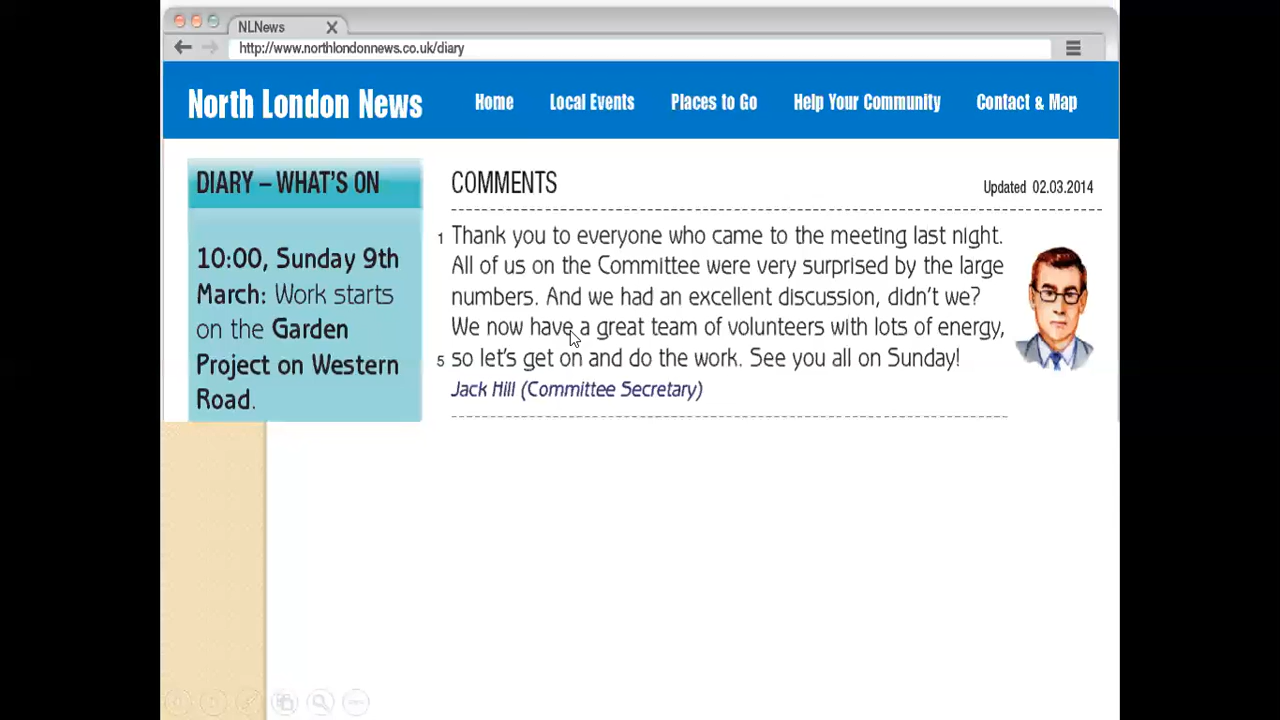 NLNews
http://www.northlondonnews.co.uk/diary
North London News
Home
Local Events
Places to Go
Help Your Community
Contact & Map
DIARY – WHAT'S ON
10:00, Sunday 9th
March: Work starts
on the Garden
Project on Western
Road.
COMMENTS
Updated 02.03.2014
1 Thank you to everyone who came to the meeting last night.
All of us on the Committee were very surprised by the large
numbers. And we had an excellent discussion, didn't we?
We now have a great team of volunteers with lots of energy,
5 so let's get on and do the work. See you all on Sunday!
Jack Hill (Committee Secretary)